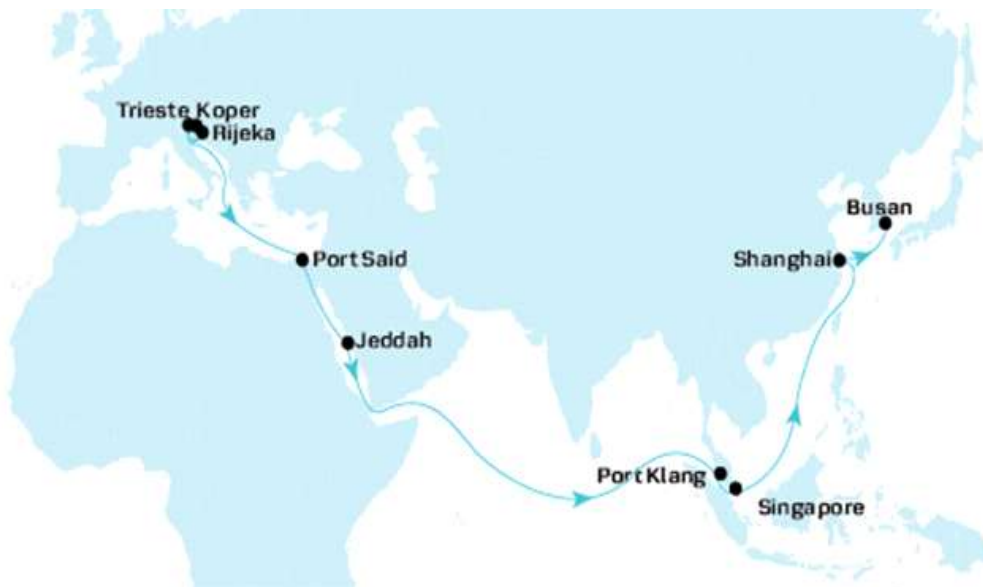 Trieste Koper
Rijeka
Busan
Port Said
Shanghai
Jeddah
Port Klang
Singapore